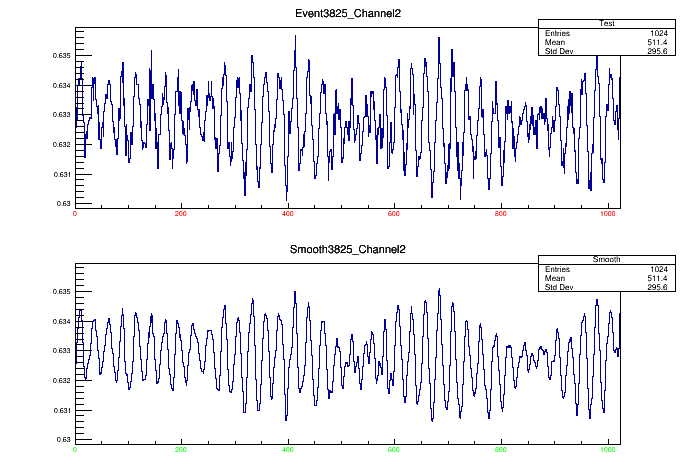 Event3825_Channel2
Test
Entries 1024
Mean 511.4
Std Dev 295.6
0.635
0.634
0.633
0.632
0.631
0.63
0 200 400 600 800 1000
Smooth3825_Channel2
Smooth
Entries 1024
Mean 511.4
Std Dev 295.6
0.635
0.634
0.633
0.632
0.631
0.63
0 200 400 600 800 1000